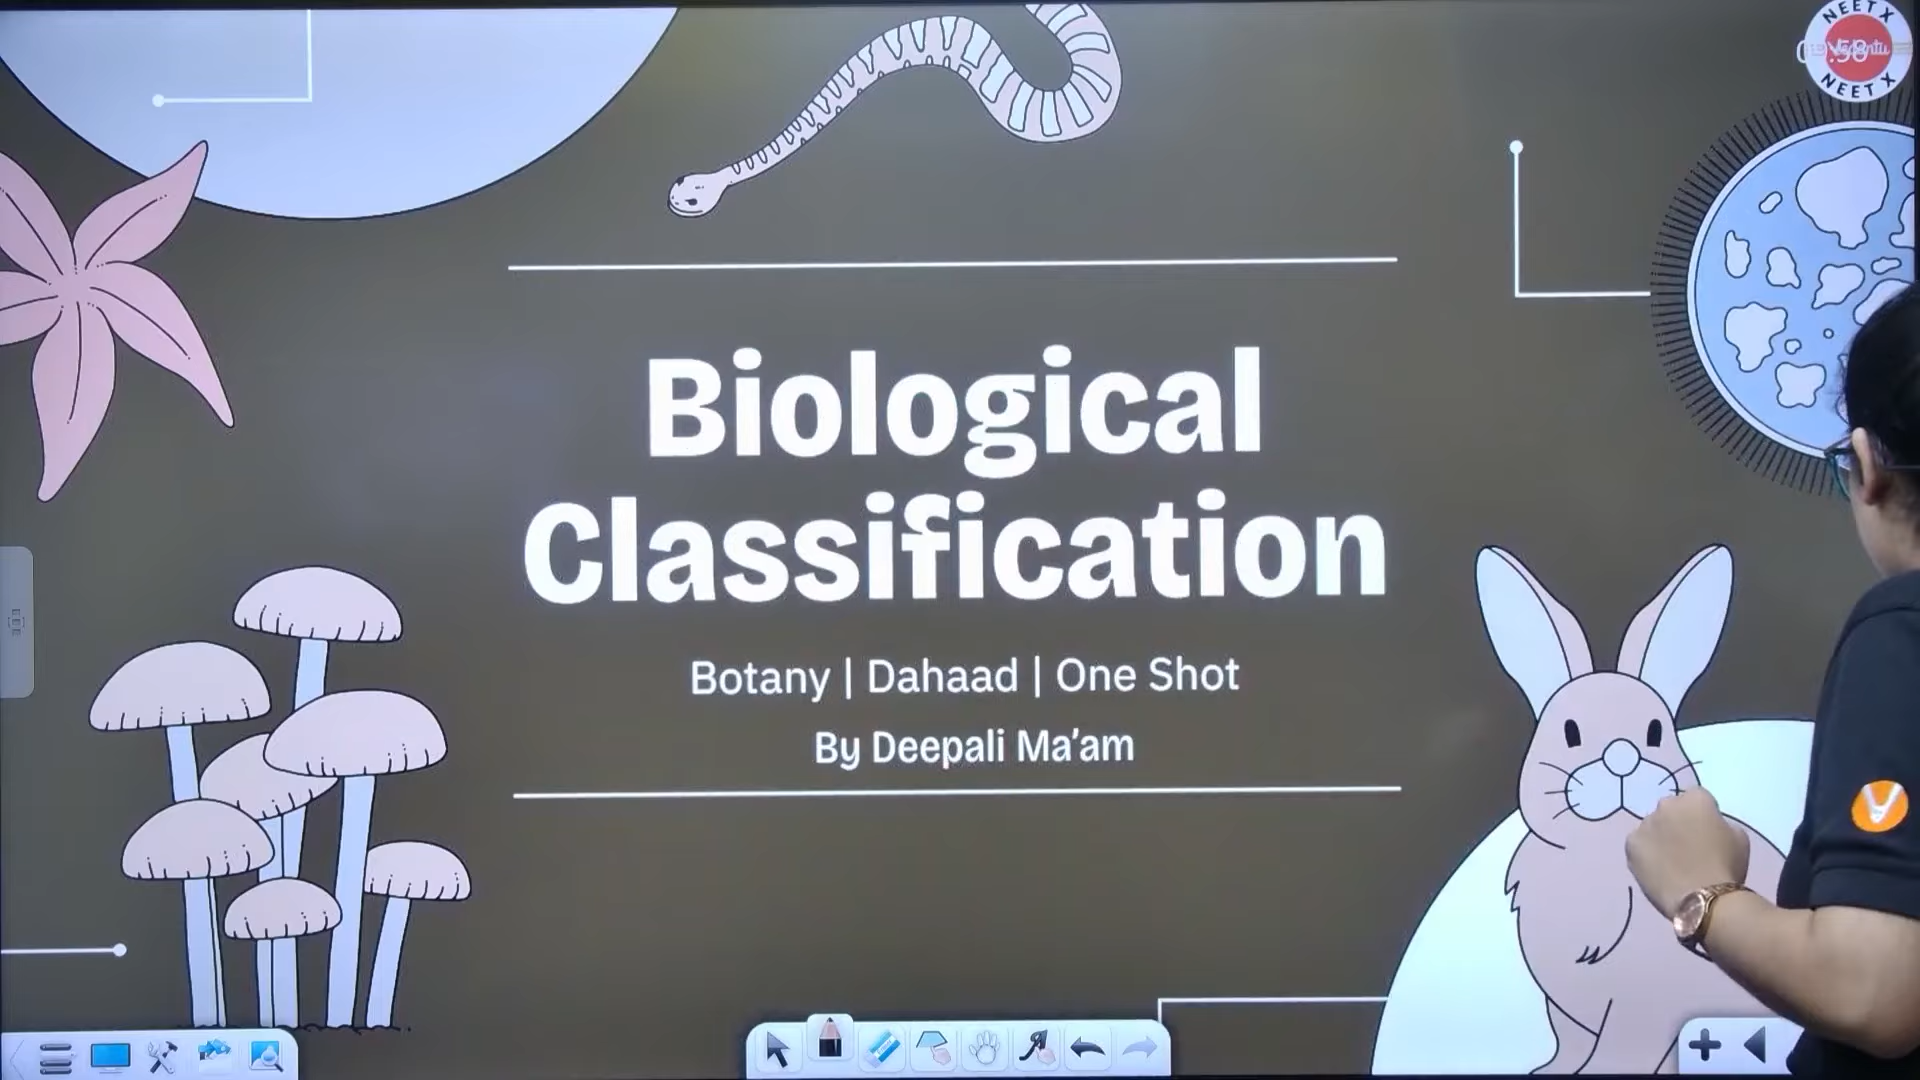 NEET X
NEET X
Biological
Classification
Botany | Dahaad | One Shot
By Deepali Ma’am